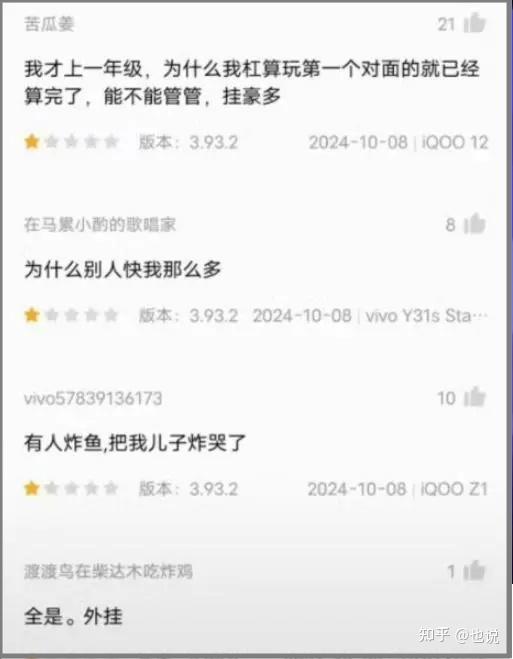 苦瓜姜 21
我才上一年级，为什么我杠算玩第一个对面的就已经
算完了，能不能管管，挂豪多
版本：3.93.2 2024-10-08 | iQOO 12
在马累小酌的歌唱家 8
为什么别人快我那么多
版本：3.93.2 2024-10-08 | vivo Y31s Sta···
vivo57839136173 10
有人炸鱼,把我儿子炸哭了
版本：3.93.2 2024-10-08 | iQOO Z1
渡渡鸟在柴达木吃炸鸡 1
全是。外挂
知乎 @也说